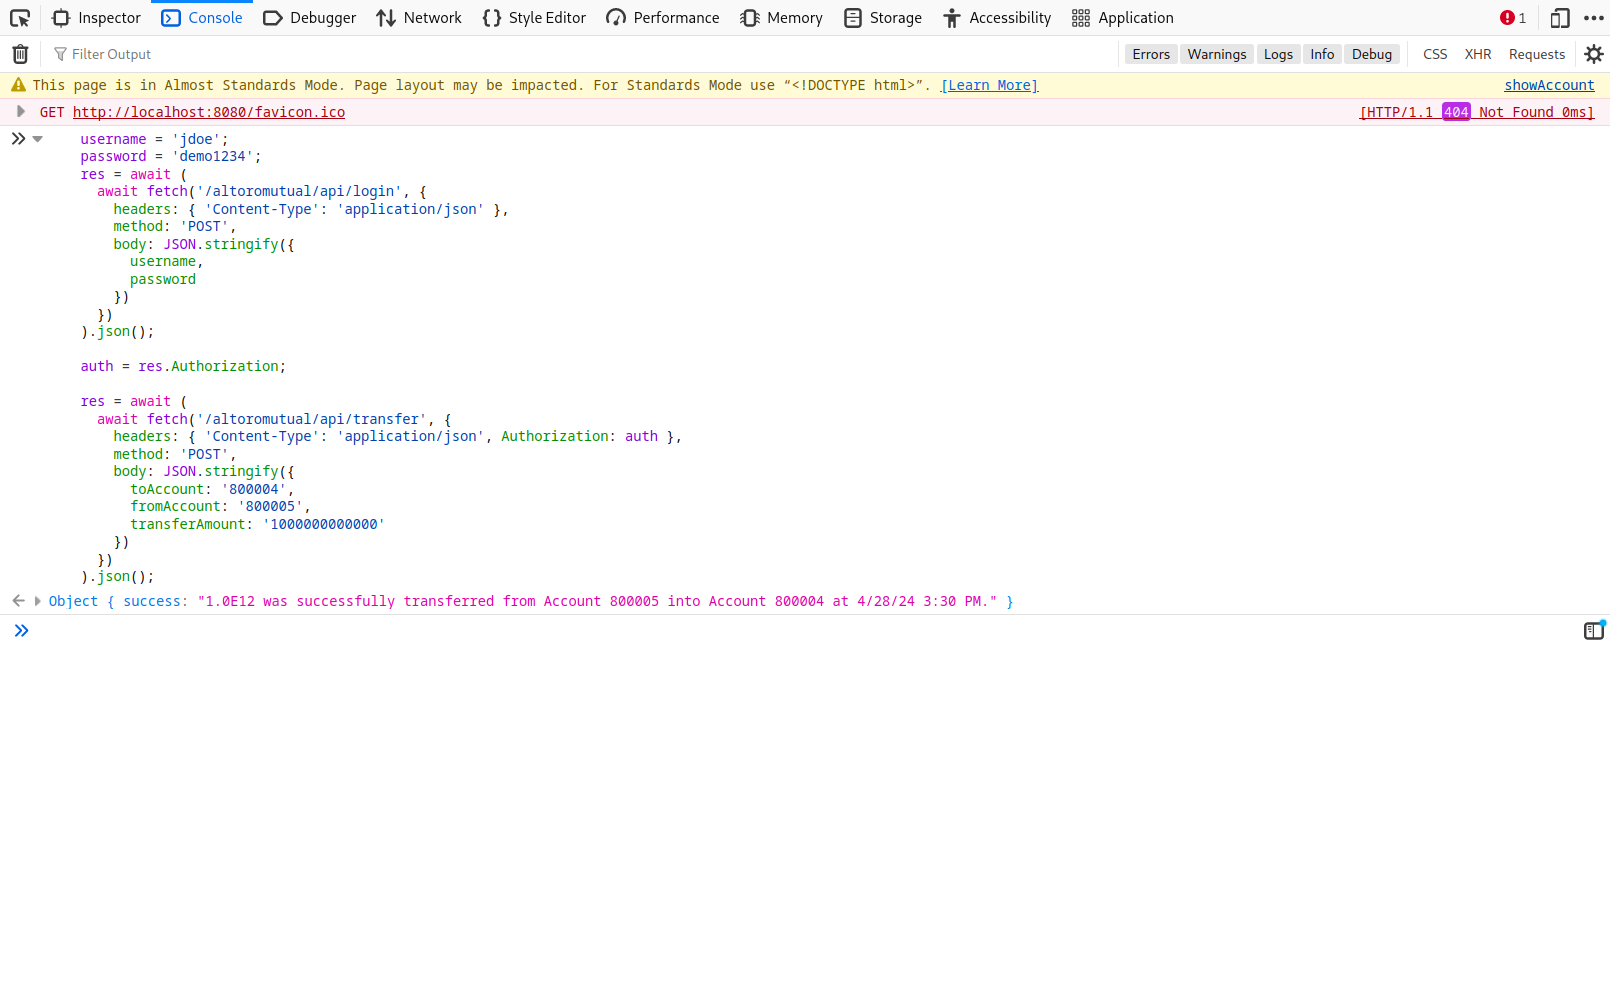 Inspector Console Debugger Network Style Editor Performance Memory Storage Accessibility Application 1
Filter Output Errors Warnings Logs Info Debug CSS XHR Requests
This page is in Almost Standards Mode. Page layout may be impacted. For Standards Mode use “<!DOCTYPE html>”. [Learn More] showAccount
GET http://localhost:8080/favicon.ico [HTTP/1.1 404 Not Found 0ms]
username = 'jdoe';
password = 'demo1234';
res = await (
  await fetch('/altoromutual/api/login', {
    headers: { 'Content-Type': 'application/json' },
    method: 'POST',
    body: JSON.stringify({
      username,
      password
    })
  })
).json();
auth = res.Authorization;
res = await (
  await fetch('/altoromutual/api/transfer', {
    headers: { 'Content-Type': 'application/json', Authorization: auth },
    method: 'POST',
    body: JSON.stringify({
      toAccount: '800004',
      fromAccount: '800005',
      transferAmount: '1000000000000'
    })
  })
).json();
Object { success: "1.0E12 was successfully transferred from Account 800005 into Account 800004 at 4/28/24 3:30 PM." }